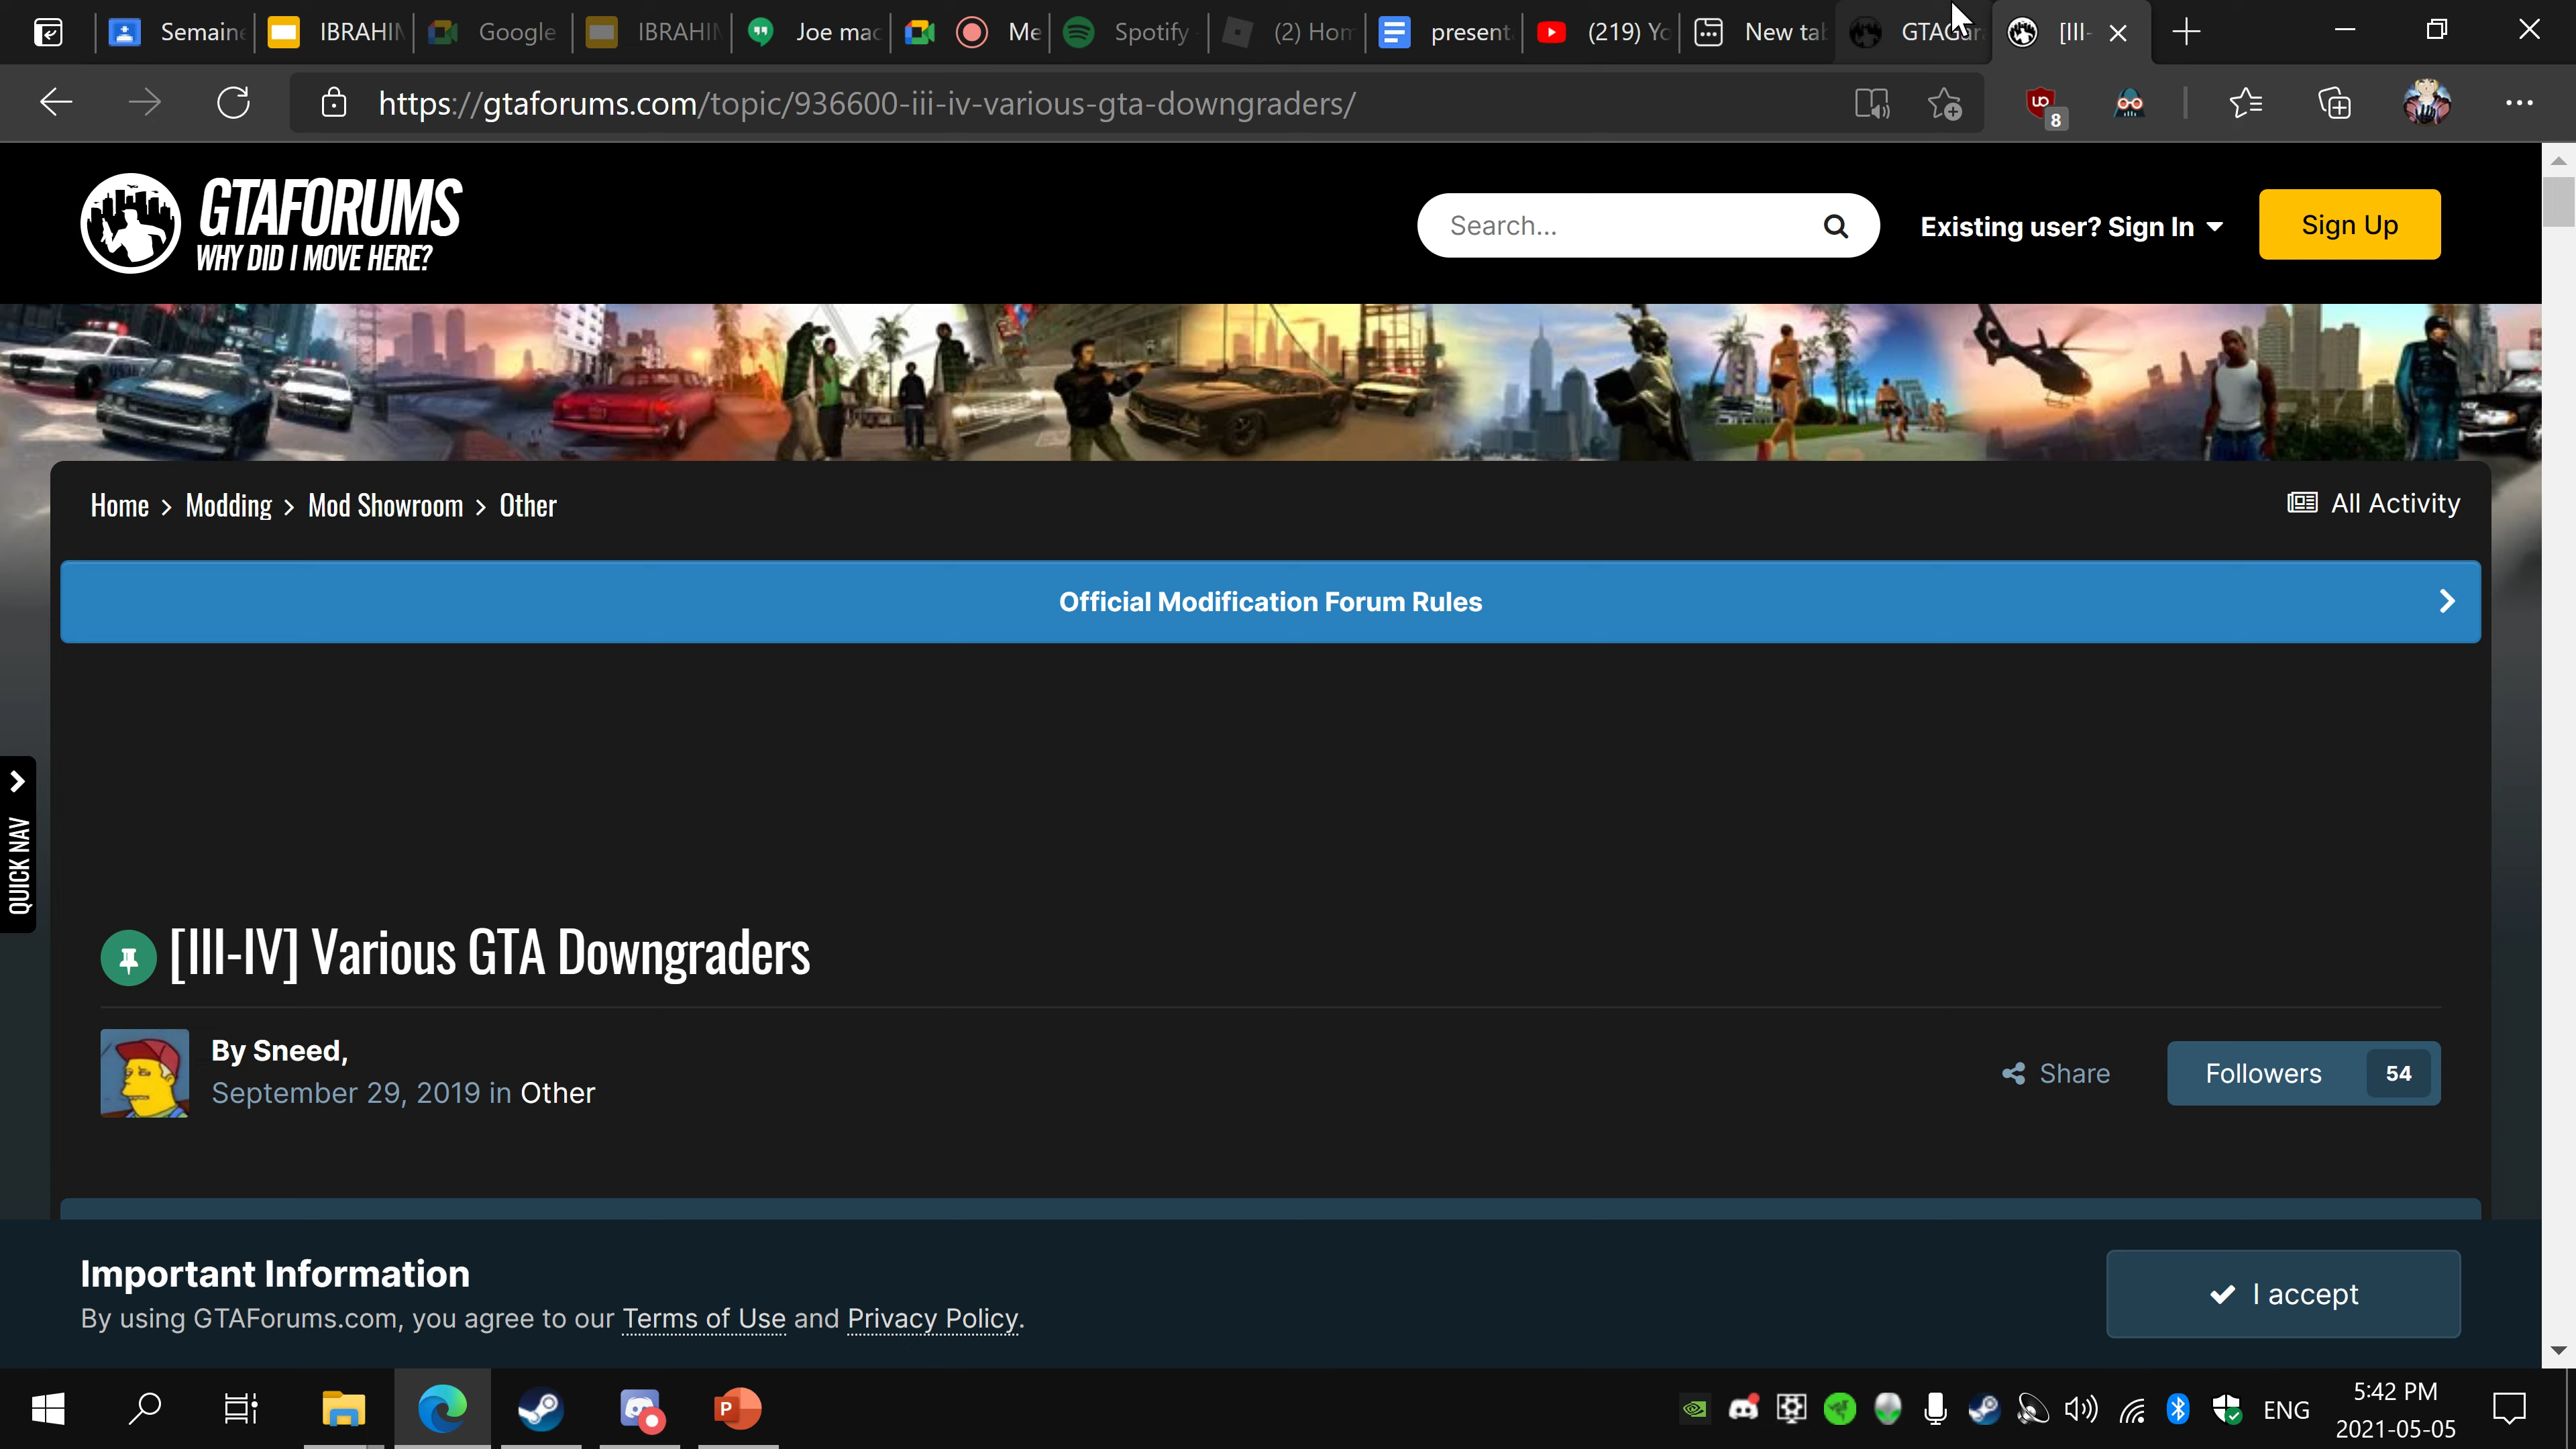 Semain
IBRAHIN
Google
IBRAHIN
Joe mac
Me
Spotify
(2) Hom
present
(219) Yo
New tab
[III-
https://gtaforums.com/topic/936600-iii-iv-various-gta-downgraders/
8
GTAFORUMS
WHY DID I MOVE HERE?
Search...
Existing user? Sign In
Sign Up
Home > Modding > Mod Showroom > Other
All Activity
Official Modification Forum Rules
QUICK NAV
[III-IV] Various GTA Downgraders
By Sneed,
September 29, 2019 in Other
Share
Followers 54
Important Information
By using GTAForums.com, you agree to our Terms of Use and Privacy Policy.
I accept
ENG
5:42 PM
2021-05-05